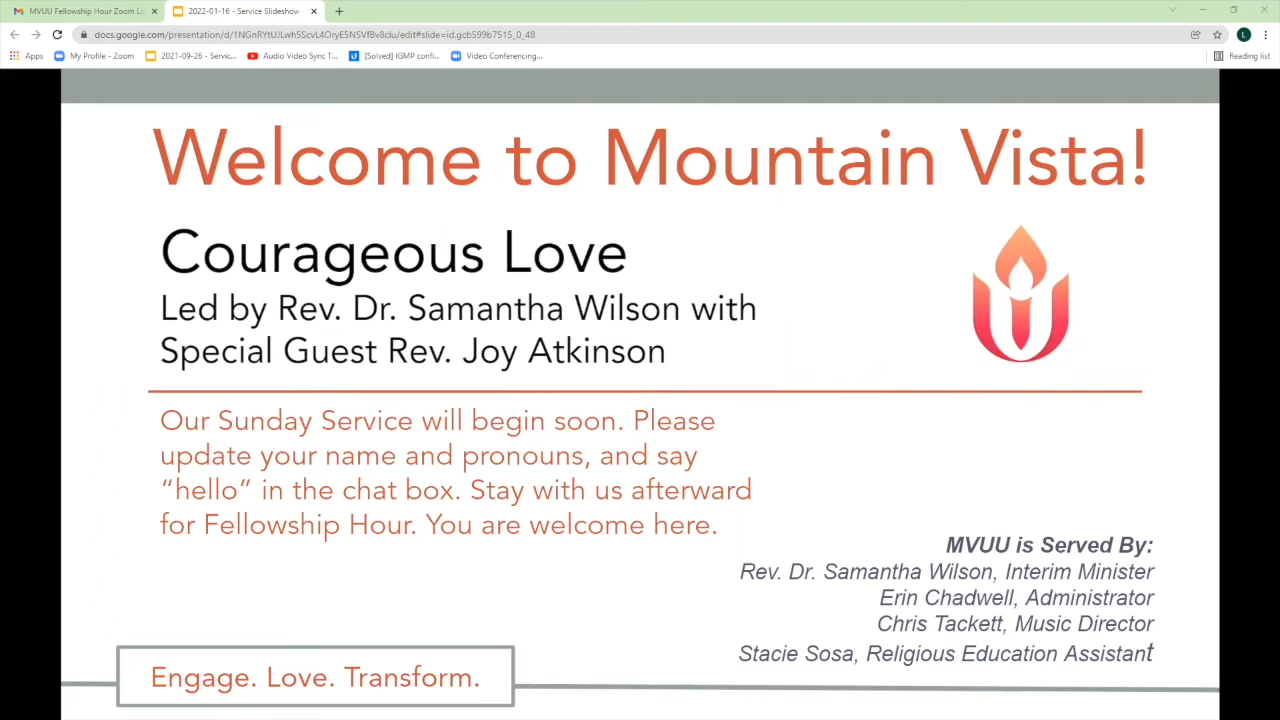 MVUU Fellowship Hour Zoom Lo
2022-01-16 - Service Slideshow
docs.google.com/presentation/d/1NGnRYtUJLwh5ScvL4OryE5NSVfBv8cIu/edit#slide=id.gcb599b7515_0_48
L
Apps
My Profile - Zoom
2021-09-26 - Servic...
Audio Video Sync T...
[Solved] IGMP confi...
Video Conferencing...
Reading list
Welcome to Mountain Vista!
Courageous Love
Led by Rev. Dr. Samantha Wilson with
Special Guest Rev. Joy Atkinson
Our Sunday Service will begin soon. Please
update your name and pronouns, and say
“hello” in the chat box. Stay with us afterward
for Fellowship Hour. You are welcome here.
MVUU is Served By:
Rev. Dr. Samantha Wilson, Interim Minister
Erin Chadwell, Administrator
Chris Tackett, Music Director
Stacie Sosa, Religious Education Assistant
Engage. Love. Transform.